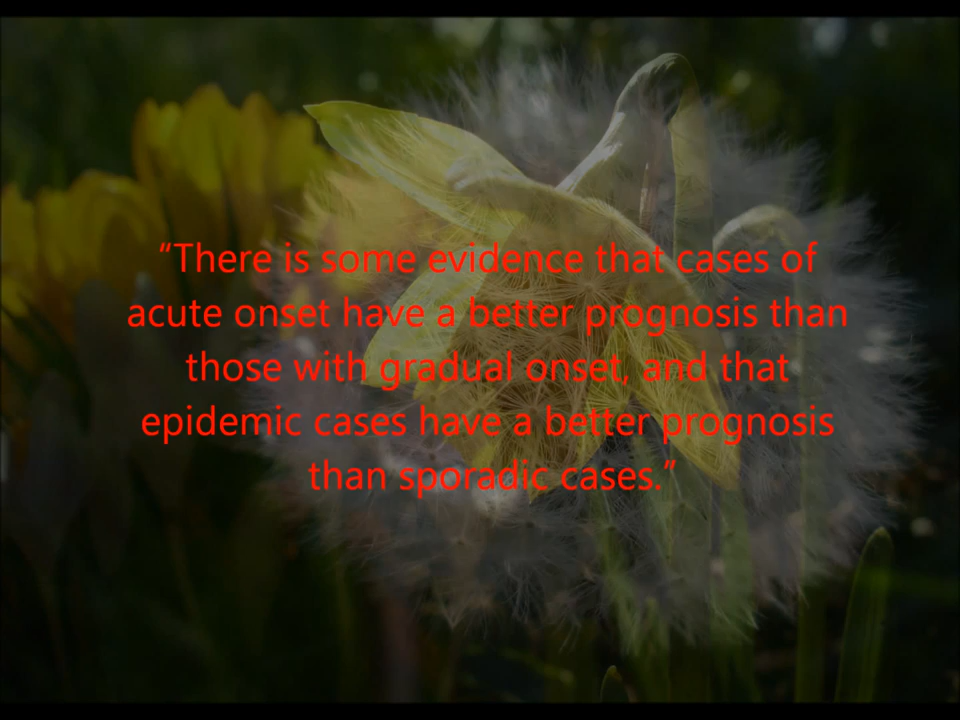 “There is some evidence that cases of
acute onset have a better prognosis than
those with gradual onset, and that
epidemic cases have a better prognosis
than sporadic cases.”